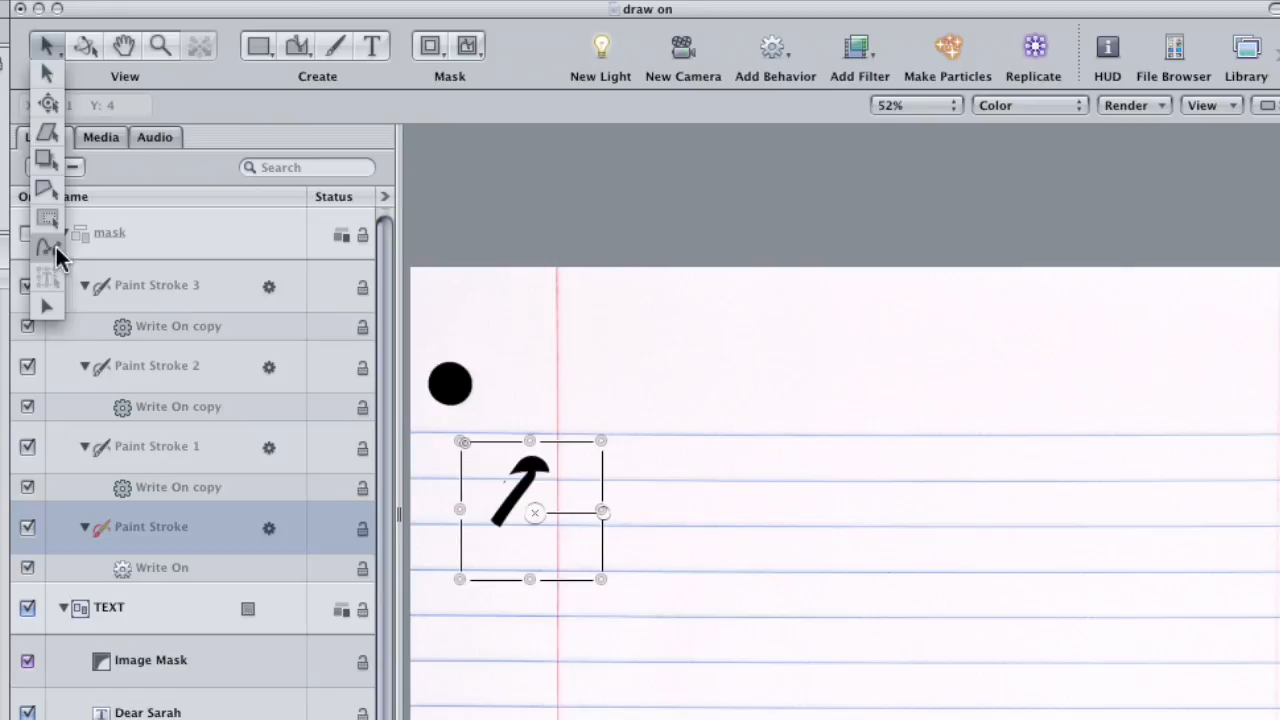 draw on
View
Create
Mask
New Light
New Camera
Add Behavior
Add Filter
Make Particles
Replicate
HUD
File Browser
Library
Y: 4
52%
Color
Render
View
Media
Audio
Search
Status
mask
Paint Stroke 3
Write On copy
Paint Stroke 2
Write On copy
Paint Stroke 1
Write On copy
Paint Stroke
Write On
TEXT
Image Mask
Dear Sarah